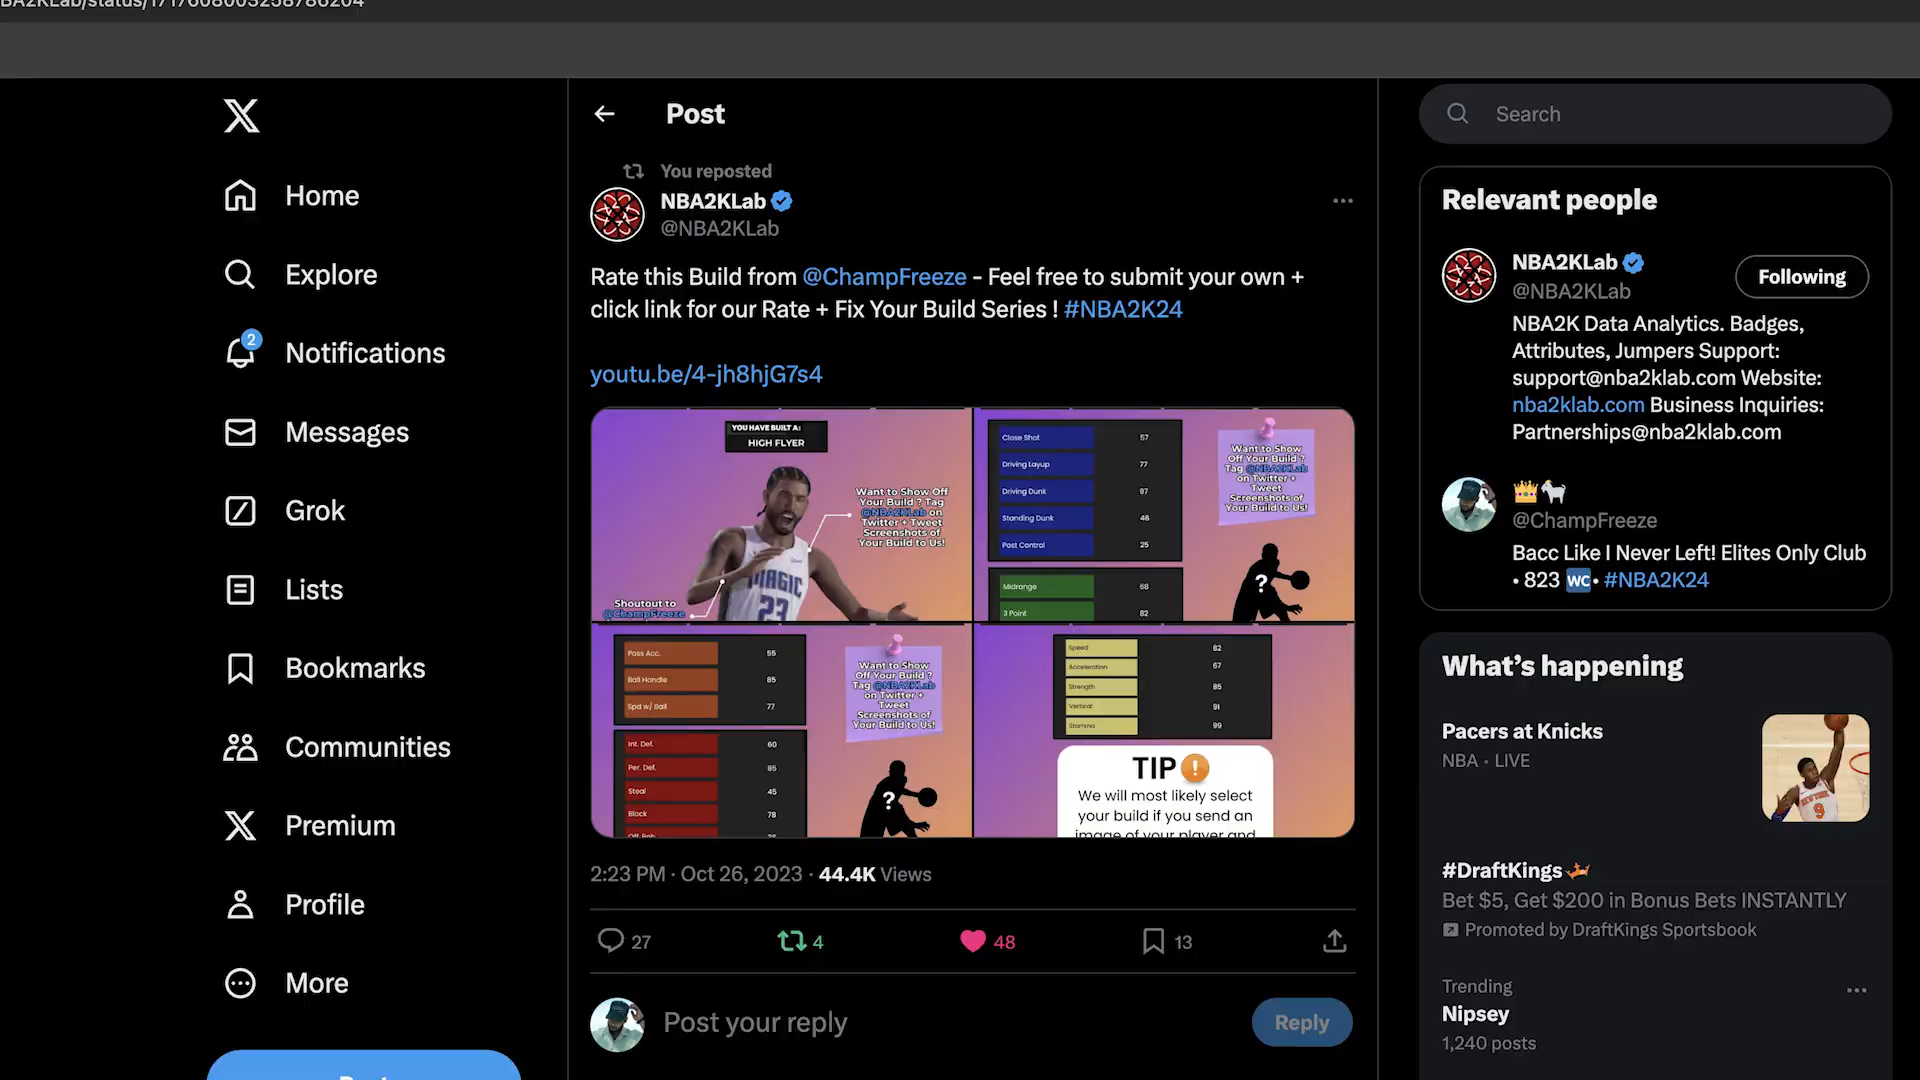 BA2KLab/status/1717608003258786204
Home
Explore
2
Notifications
Messages
Grok
Lists
Bookmarks
Communities
Premium
Profile
More
Post
You reposted
NBA2KLab
@NBA2KLab
Rate this Build from @ChampFreeze - Feel free to submit your own +
click link for our Rate + Fix Your Build Series ! #NBA2K24
youtu.be/4-jh8hjG7s4
YOU HAVE BUILT A:
HIGH FLYER
Want to Show Off
Your Build ? Tag
@NBA2KLab on
Twitter + Tweet
Screenshots of
Your Build to Us!
MAGIC
23
Shoutout to
@ChampFreeze
Close Shot 57
Driving Layup 77
Driving Dunk 97
Standing Dunk 46
Post Control 25
Midrange 68
3 Point 82
Want to Show
Off Your Build ?
Tag @NBA2KLab
on Twitter +
Tweet
Screenshots of
Your Build to Us!
?
Pass Acc. 55
Ball Handle 85
Spd w/ Ball 77
Int. Def. 60
Per. Def. 85
Steal 45
Block 78
Off. Reb.
Want to Show
Off Your Build ?
Tag @NBA2KLab
on Twitter +
Tweet
Screenshots of
Your Build to Us!
?
Speed 82
Acceleration 67
Strength 85
Vertical 91
Stamina 99
TIP !
We will most likely select
your build if you send an
image of your player and
2:23 PM · Oct 26, 2023 · 44.4K Views
27
4
48
13
Post your reply
Reply
Search
Relevant people
NBA2KLab
@NBA2KLab
Following
NBA2K Data Analytics. Badges,
Attributes, Jumpers Support:
support@nba2klab.com Website:
nba2klab.com Business Inquiries:
Partnerships@nba2klab.com
👑🐐
@ChampFreeze
Bacc Like I Never Left! Elites Only Club
• 823 WC • #NBA2K24
What's happening
Pacers at Knicks
NBA · LIVE
NEW YORK
9
#DraftKings
Bet $5, Get $200 in Bonus Bets INSTANTLY
Promoted by DraftKings Sportsbook
Trending
Nipsey
1,240 posts